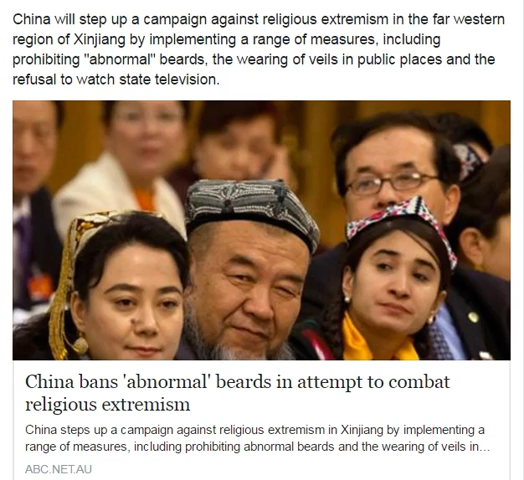 China will step up a campaign against religious extremism in the far western
region of Xinjiang by implementing a range of measures, including
prohibiting "abnormal" beards, the wearing of veils in public places and the
refusal to watch state television.
China bans 'abnormal' beards in attempt to combat
religious extremism
China steps up a campaign against religious extremism in Xinjiang by implementing a
range of measures, including prohibiting abnormal beards and the wearing of veils in...
ABC.NET.AU